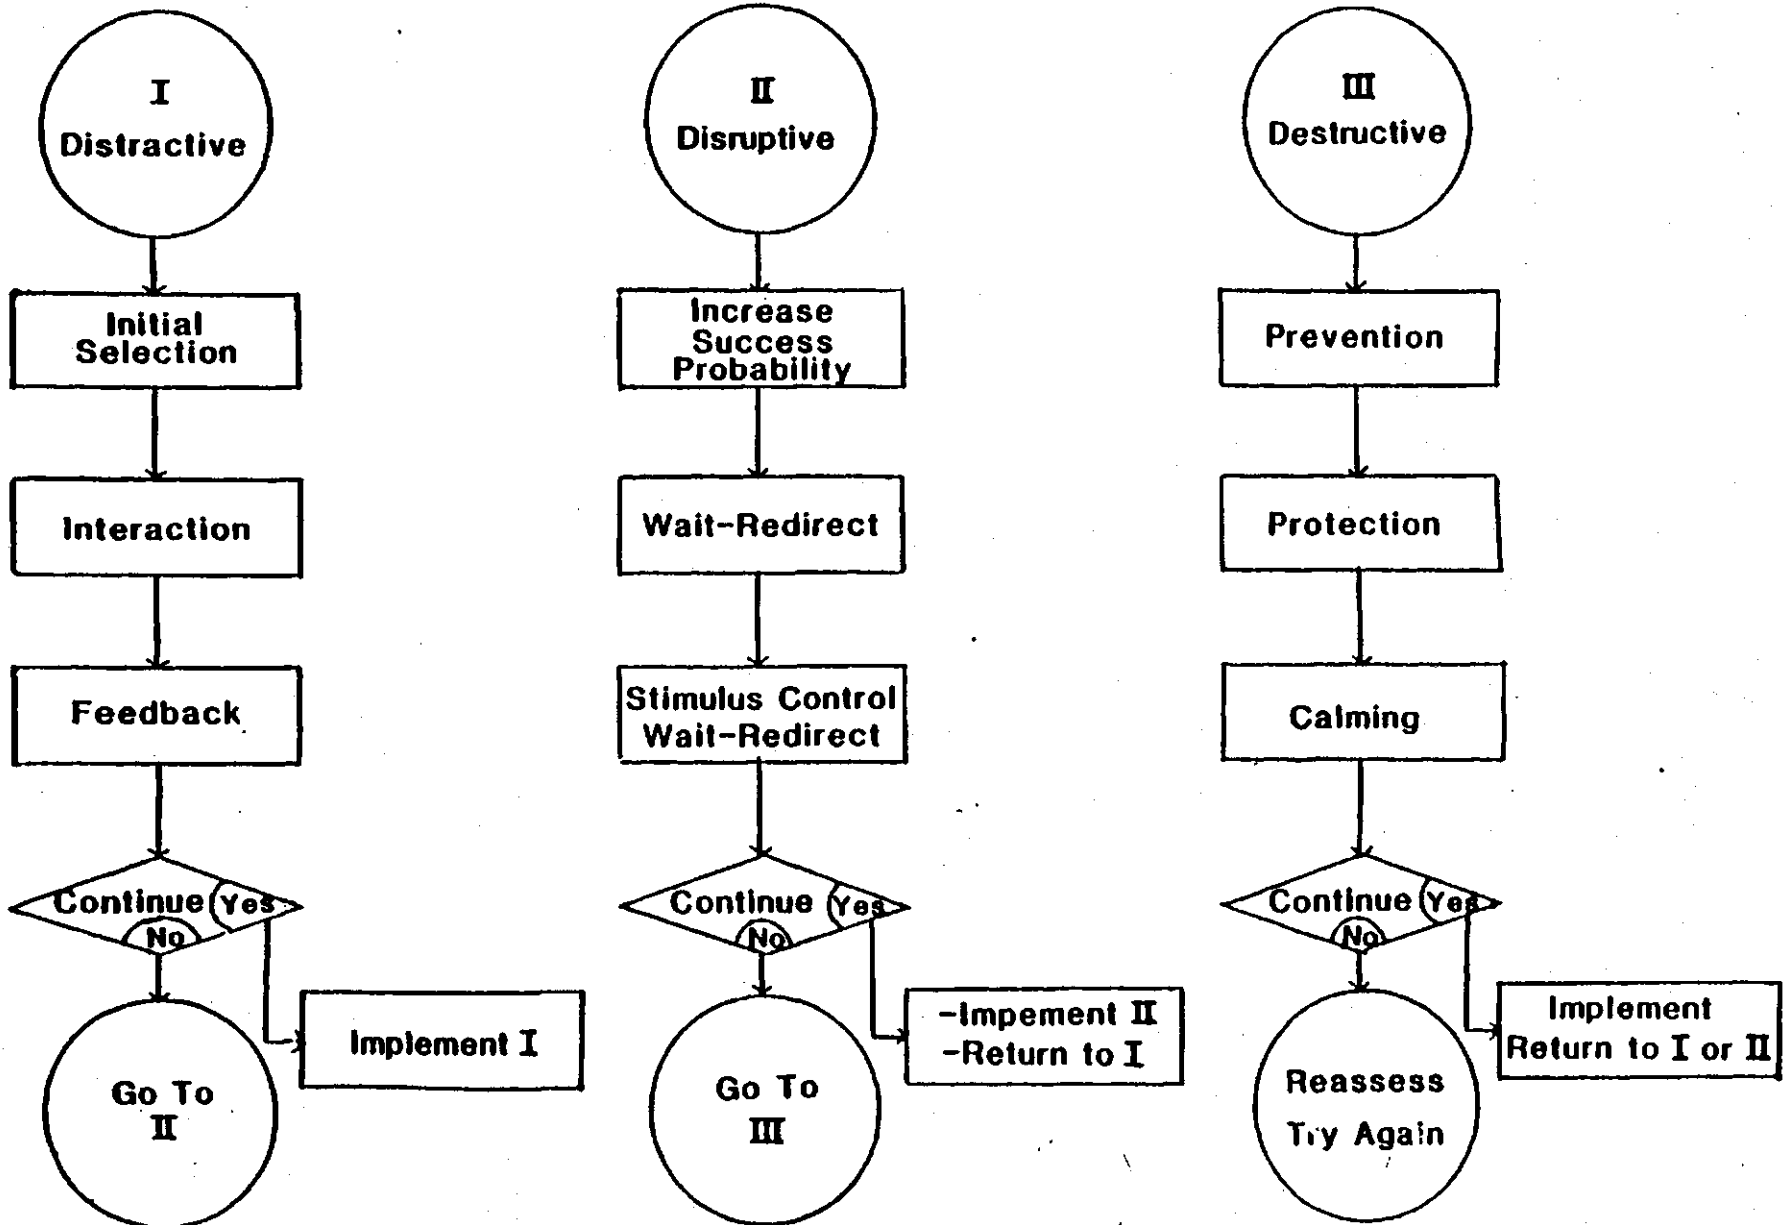 I
Distractive
Initial
Selection
Interaction
Feedback
Continue Yes
No
Implement I
Go To
II
II
Disruptive
Increase
Success
Probability
Wait-Redirect
Stimulus Control
Wait-Redirect
Continue Yes
No
-Impement II
-Return to I
Go To
III
III
Destructive
Prevention
Protection
Calming
Continue Yes
No
Implement
Return to I or II
Reassess
Try Again